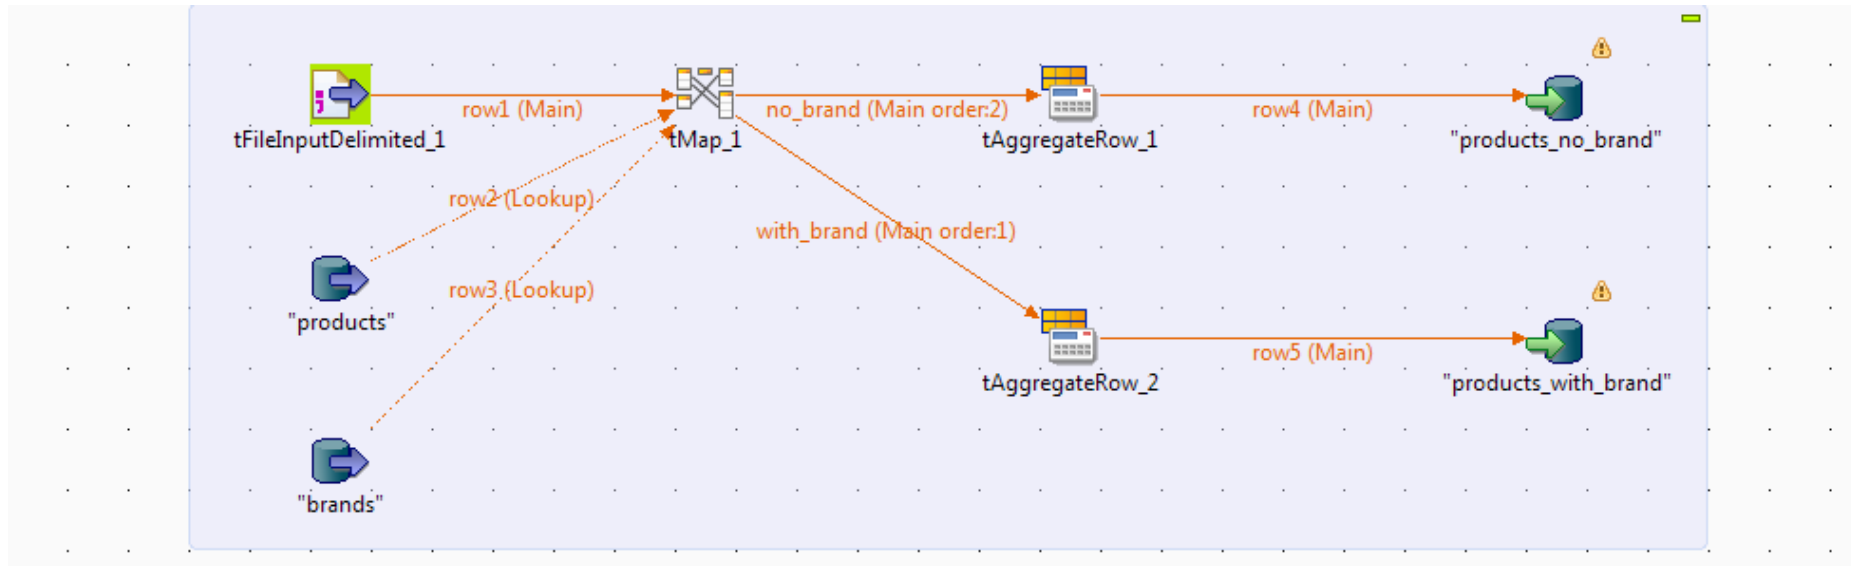 row1 (Main)
no_brand (Main order:2)
row4 (Main)
tFileInputDelimited_1
tMap_1
tAggregateRow_1
"products_no_brand"
row2 (Lookup)
with_brand (Main order:1)
row3 (Lookup)
"products"
row5 (Main)
tAggregateRow_2
"products_with_brand"
"brands"